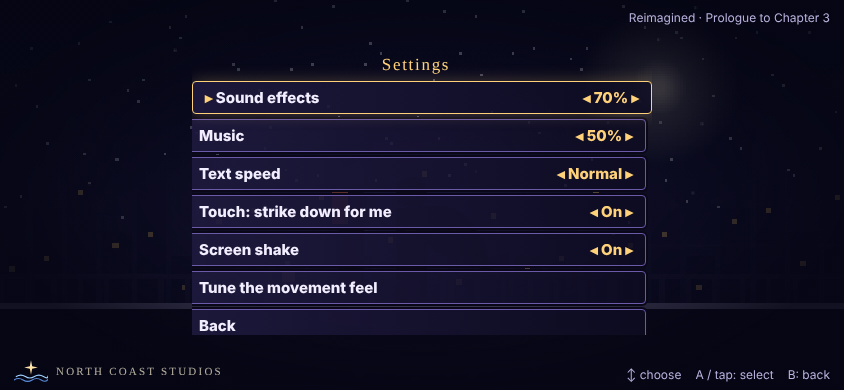 Reimagined · Prologue to Chapter 3
Settings
▸ Sound effects ◂ 70% ▸
Music ◂ 50% ▸
Text speed ◂ Normal ▸
Touch: strike down for me ◂ On ▸
Screen shake ◂ On ▸
Tune the movement feel
Back
NORTH COAST STUDIOS
↕ choose A / tap: select B: back